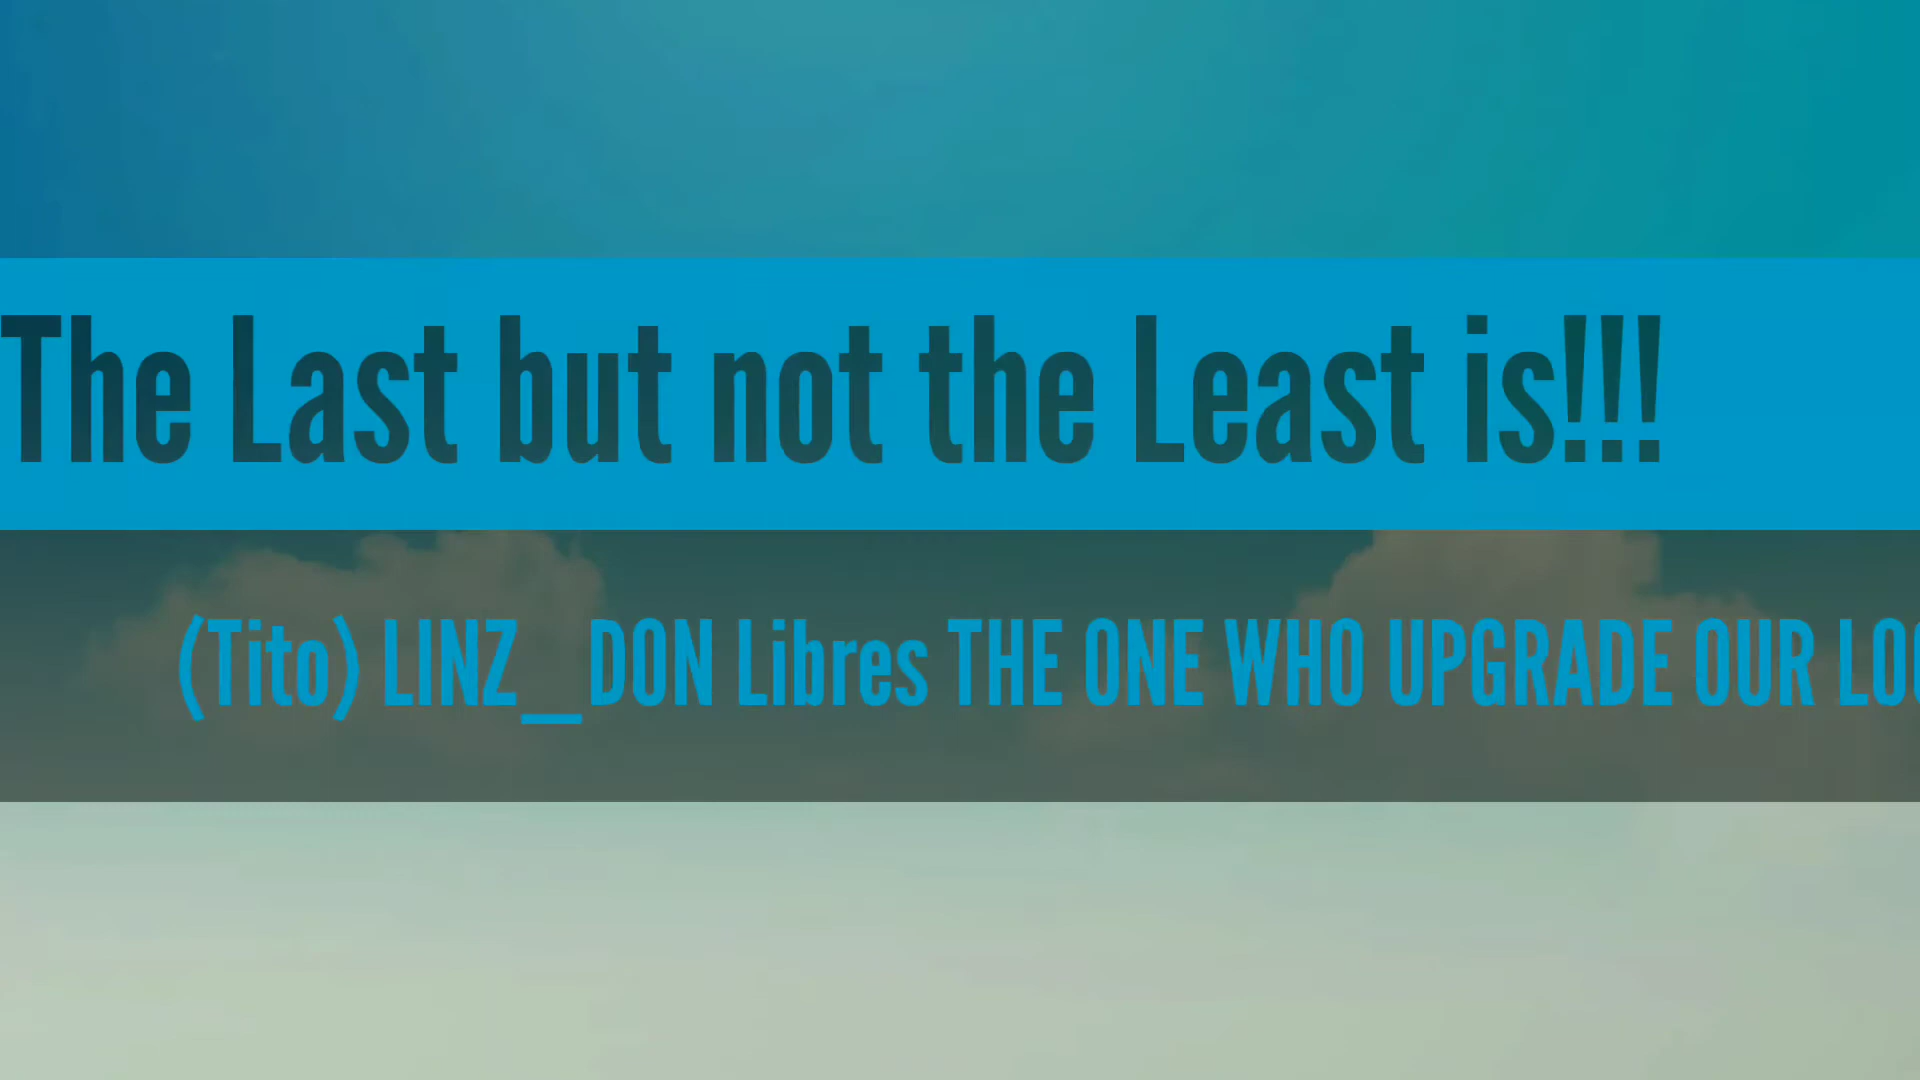 The Last but not the Least is!!!
(Tito) LINZ_DON Libres THE ONE WHO UPGRADE OUR